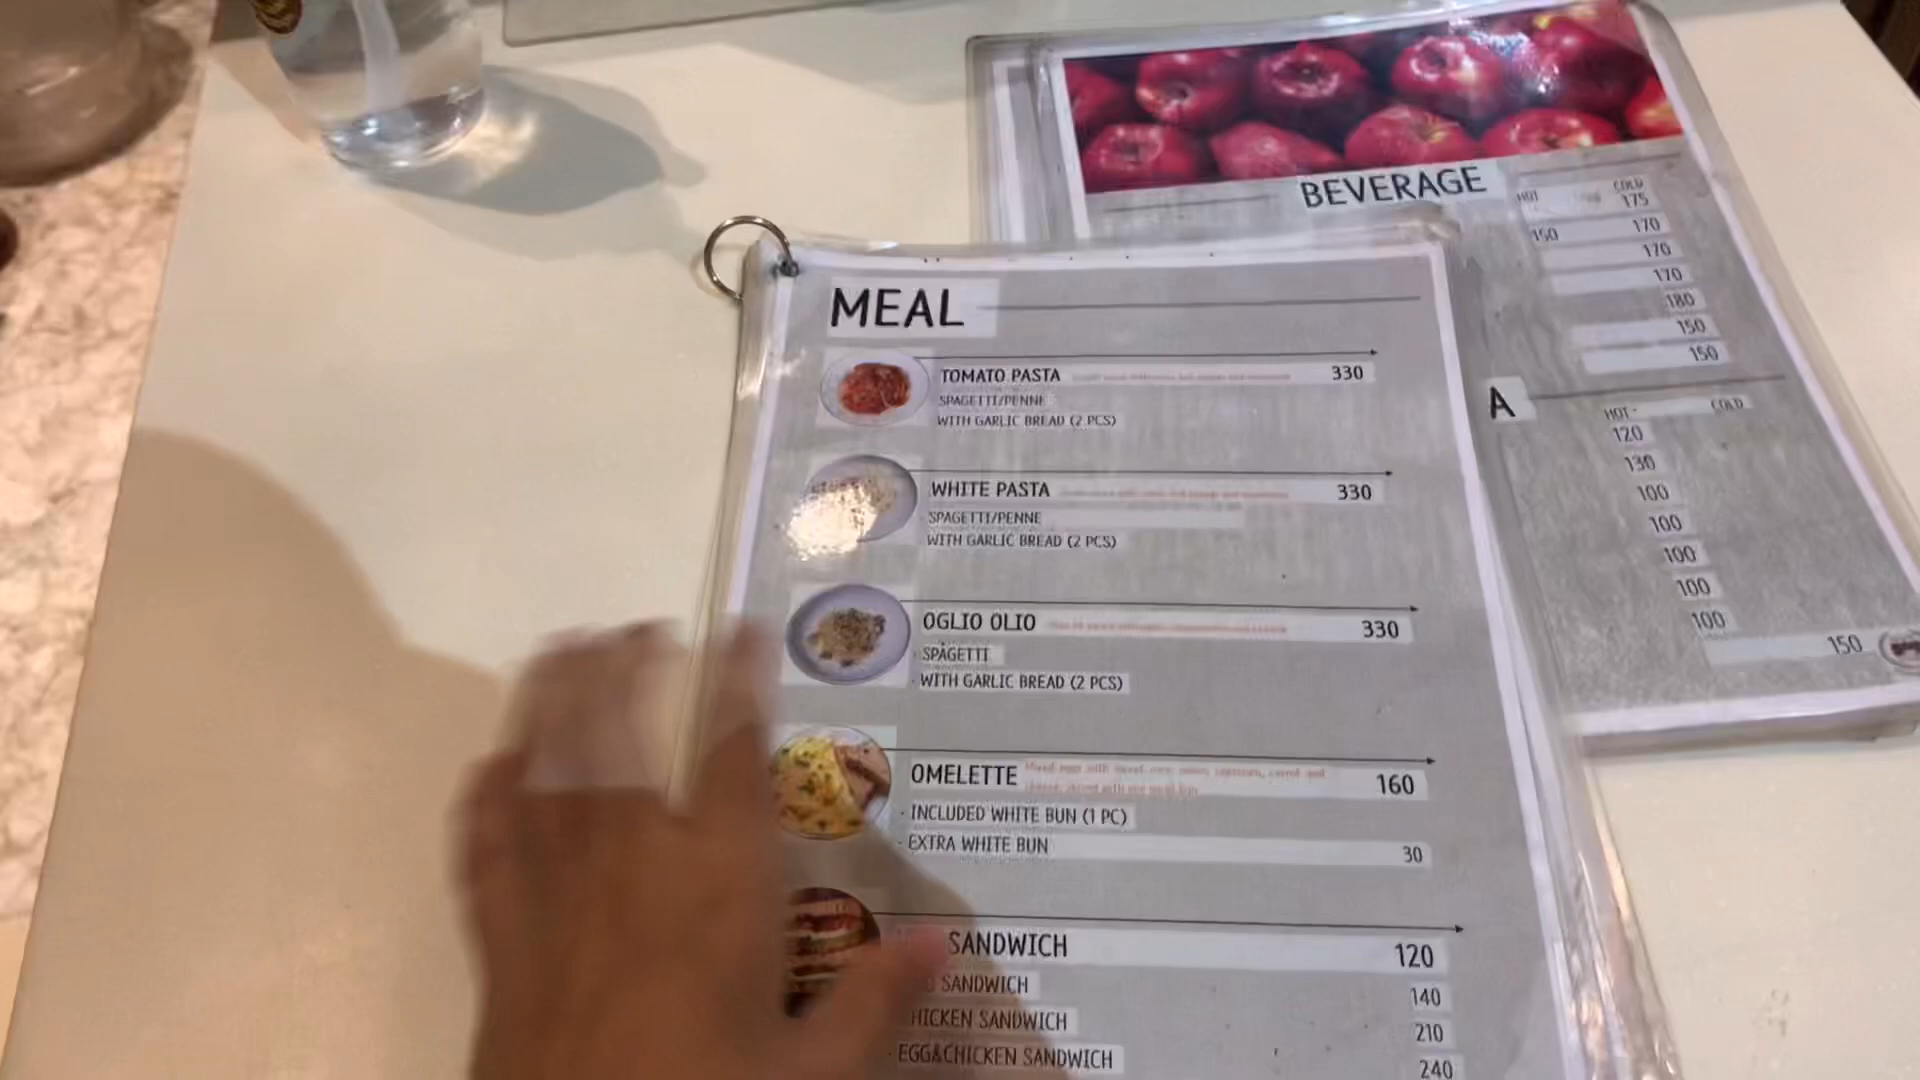 MEAL
TOMATO PASTA 330
SPAGETTI/PENNE
WITH GARLIC BREAD (2 PCS)
WHITE PASTA 330
SPAGETTI/PENNE
WITH GARLIC BREAD (2 PCS)
OGLIO OLIO 330
SPAGETTI
WITH GARLIC BREAD (2 PCS)
OMELETTE 160
· INCLUDED WHITE BUN (1 PC)
· EXTRA WHITE BUN 30
SANDWICH 120
SANDWICH 140
HICKEN SANDWICH 210
· EGG&CHICKEN SANDWICH 240
BEVERAGE
HOT COLD
175
150 170
170
170
180
150
150
A
HOT COLD
120
130
100
100
100
100
100
150